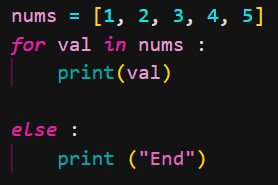 nums = [1, 2, 3, 4, 5]
for val in nums :
    print(val)
else :
    print ("End")